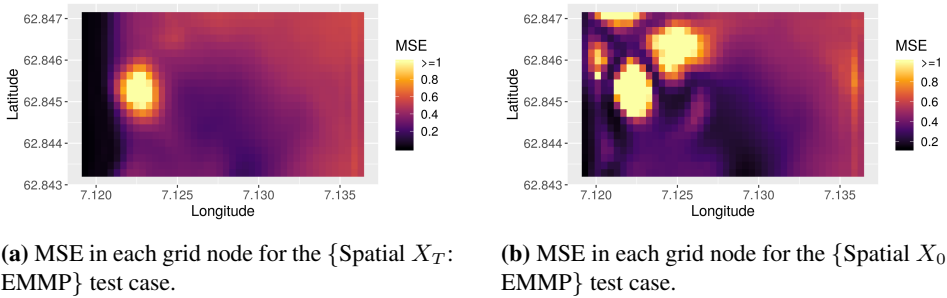 62.847
62.846
62.845
62.844
62.843
Latitude
7.120 7.125 7.130 7.135
Longitude
MSE
>=1
0.8
0.6
0.4
0.2
(a) MSE in each grid node for the {Spatial X_T:
EMMP} test case.
62.847
62.846
62.845
62.844
62.843
Latitude
7.120 7.125 7.130 7.135
Longitude
MSE
>=1
0.8
0.6
0.4
0.2
(b) MSE in each grid node for the {Spatial X_0
EMMP} test case.